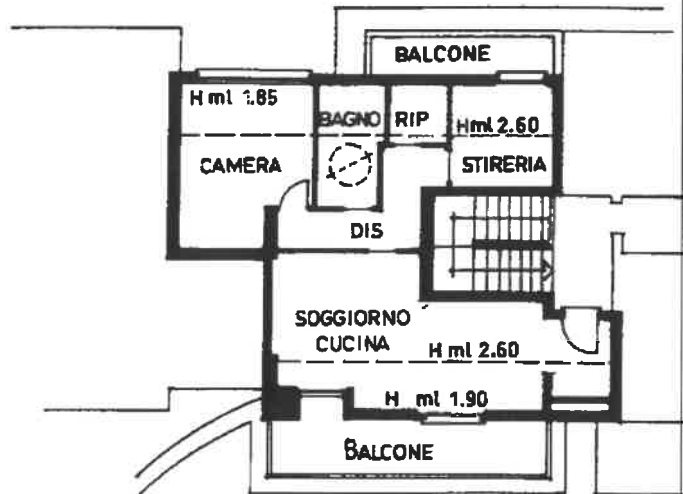 BALCONE
H ml 1.85
BAGNO
RIP
H ml 2.60
CAMERA
STIRERIA
DIS
SOGGIORNO
CUCINA
H ml 2.60
H ml 1.90
BALCONE